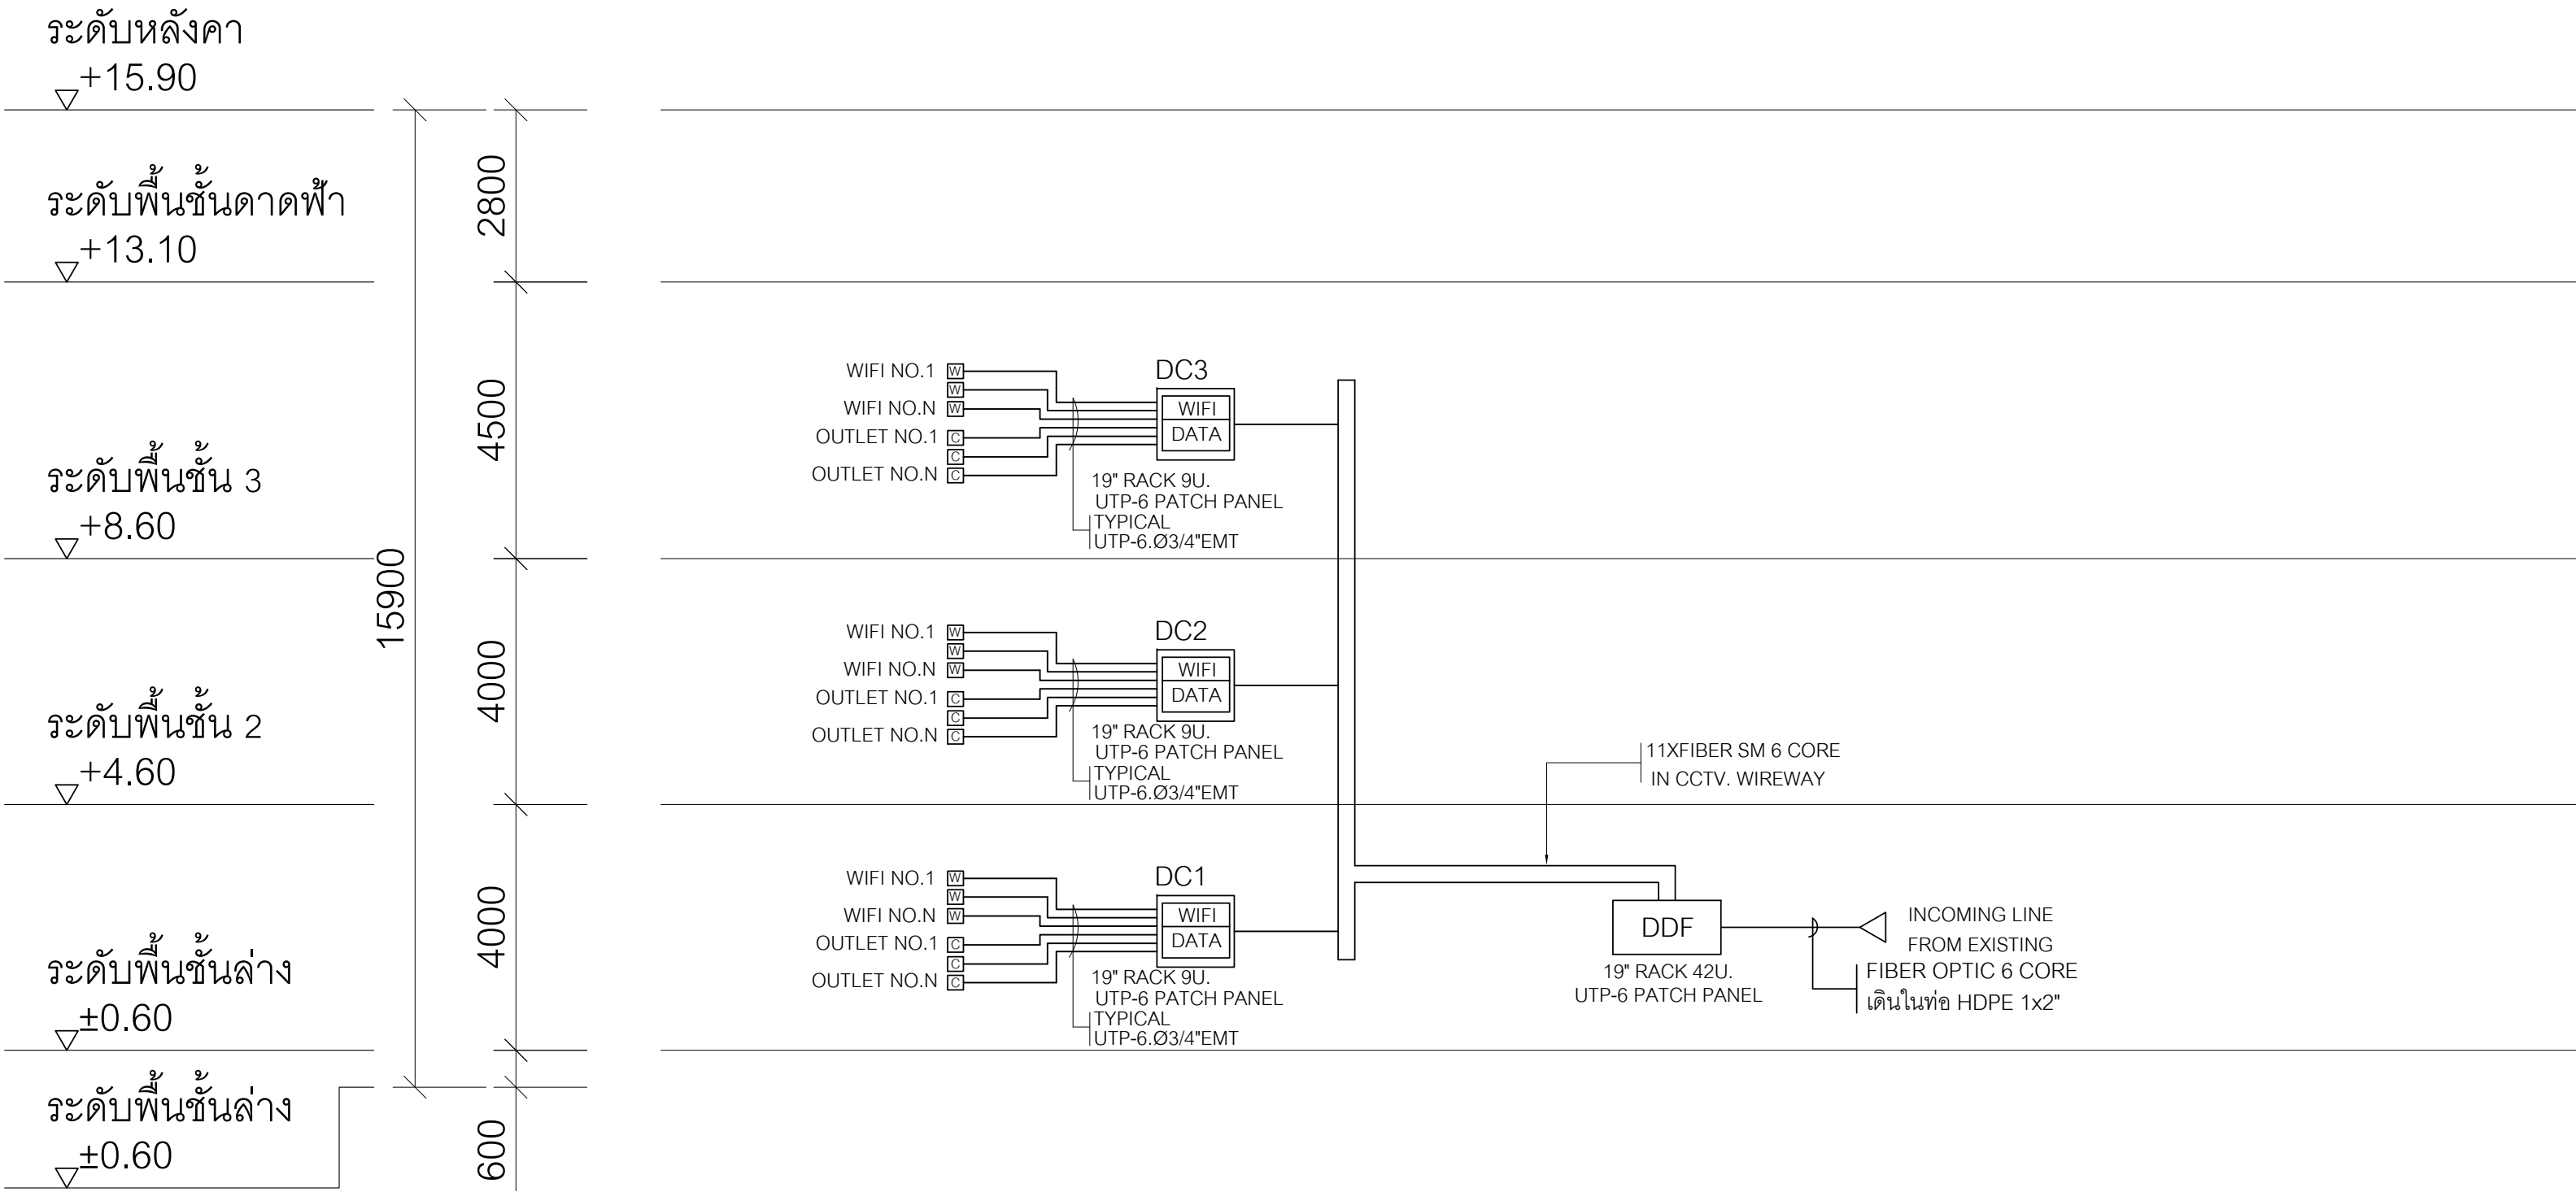 ระดับหลังคา
+15.90
ระดับพื้นชั้นดาดฟ้า
+13.10
ระดับพื้นชั้น 3
+8.60
ระดับพื้นชั้น 2
+4.60
ระดับพื้นชั้นล่าง
±0.60
ระดับพื้นชั้นล่าง
±0.60
15900
2800
4500
4000
4000
600
WIFI NO.1 W
W
WIFI NO.N W
OUTLET NO.1 C
C
OUTLET NO.N C
DC3
WIFI
DATA
19" RACK 9U.
UTP-6 PATCH PANEL
TYPICAL
UTP-6.Ø3/4"EMT
WIFI NO.1 W
W
WIFI NO.N W
OUTLET NO.1 C
C
OUTLET NO.N C
DC2
WIFI
DATA
19" RACK 9U.
UTP-6 PATCH PANEL
TYPICAL
UTP-6.Ø3/4"EMT
WIFI NO.1 W
W
WIFI NO.N W
OUTLET NO.1 C
C
OUTLET NO.N C
DC1
WIFI
DATA
19" RACK 9U.
UTP-6 PATCH PANEL
TYPICAL
UTP-6.Ø3/4"EMT
11XFIBER SM 6 CORE
IN CCTV. WIREWAY
DDF
19" RACK 42U.
UTP-6 PATCH PANEL
INCOMING LINE
FROM EXISTING
FIBER OPTIC 6 CORE
เดินในท่อ HDPE 1x2"